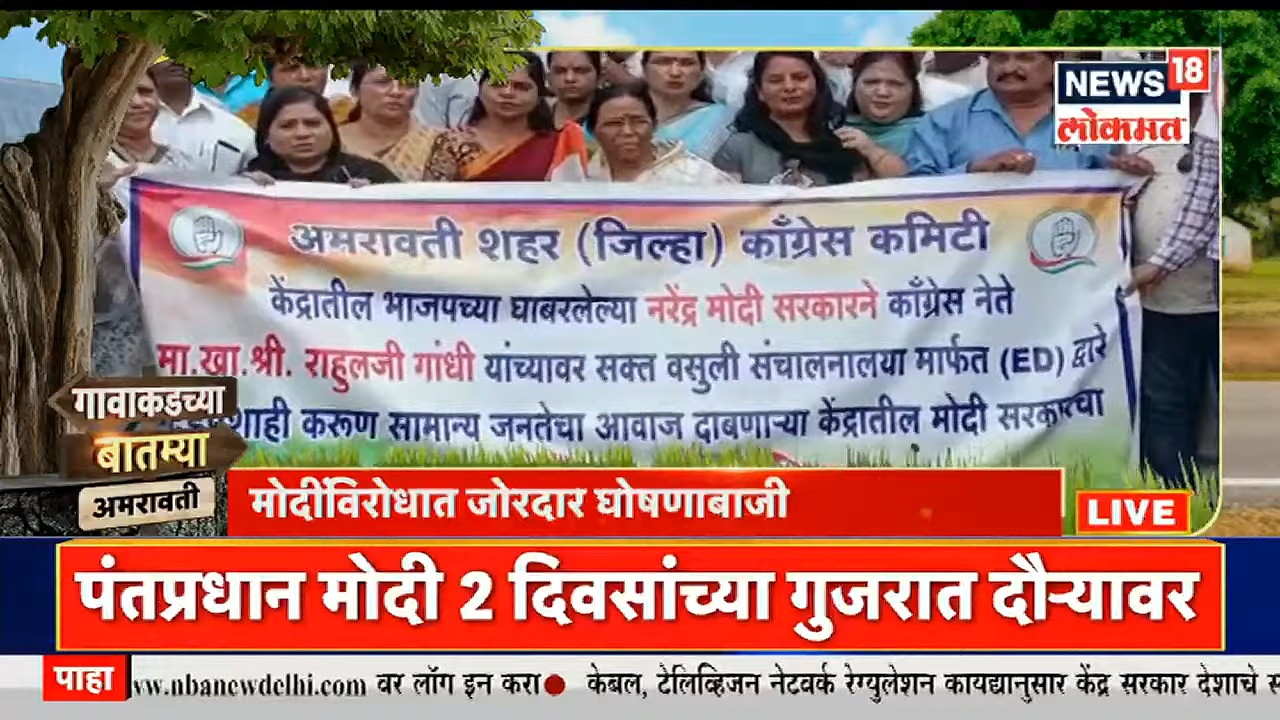 NEWS 18
लोकमत
अमरावती शहर (जिल्हा) काँग्रेस कमिटी
केंद्रातील भाजपच्या घाबरलेल्या नरेंद्र मोदी सरकारने काँग्रेस नेते
मा.खा.श्री. राहुलजी गांधी यांच्यावर सक्त वसुली संचालनालया मार्फत (ED) द्वारे
करूण सामान्य जनतेचा आवाज दाबणाऱ्या केंद्रातील मोदी सरकारचा
गावाकडच्या
बातम्या
अमरावती
मोदींविरोधात जोरदार घोषणाबाजी
LIVE
पंतप्रधान मोदी 2 दिवसांच्या गुजरात दौऱ्यावर
पाहा
www.nbanewdelhi.com वर लॉग इन करा● केबल, टेलिव्हिजन नेटवर्क रेग्युलेशन कायद्यानुसार केंद्र सरकार देशाचे